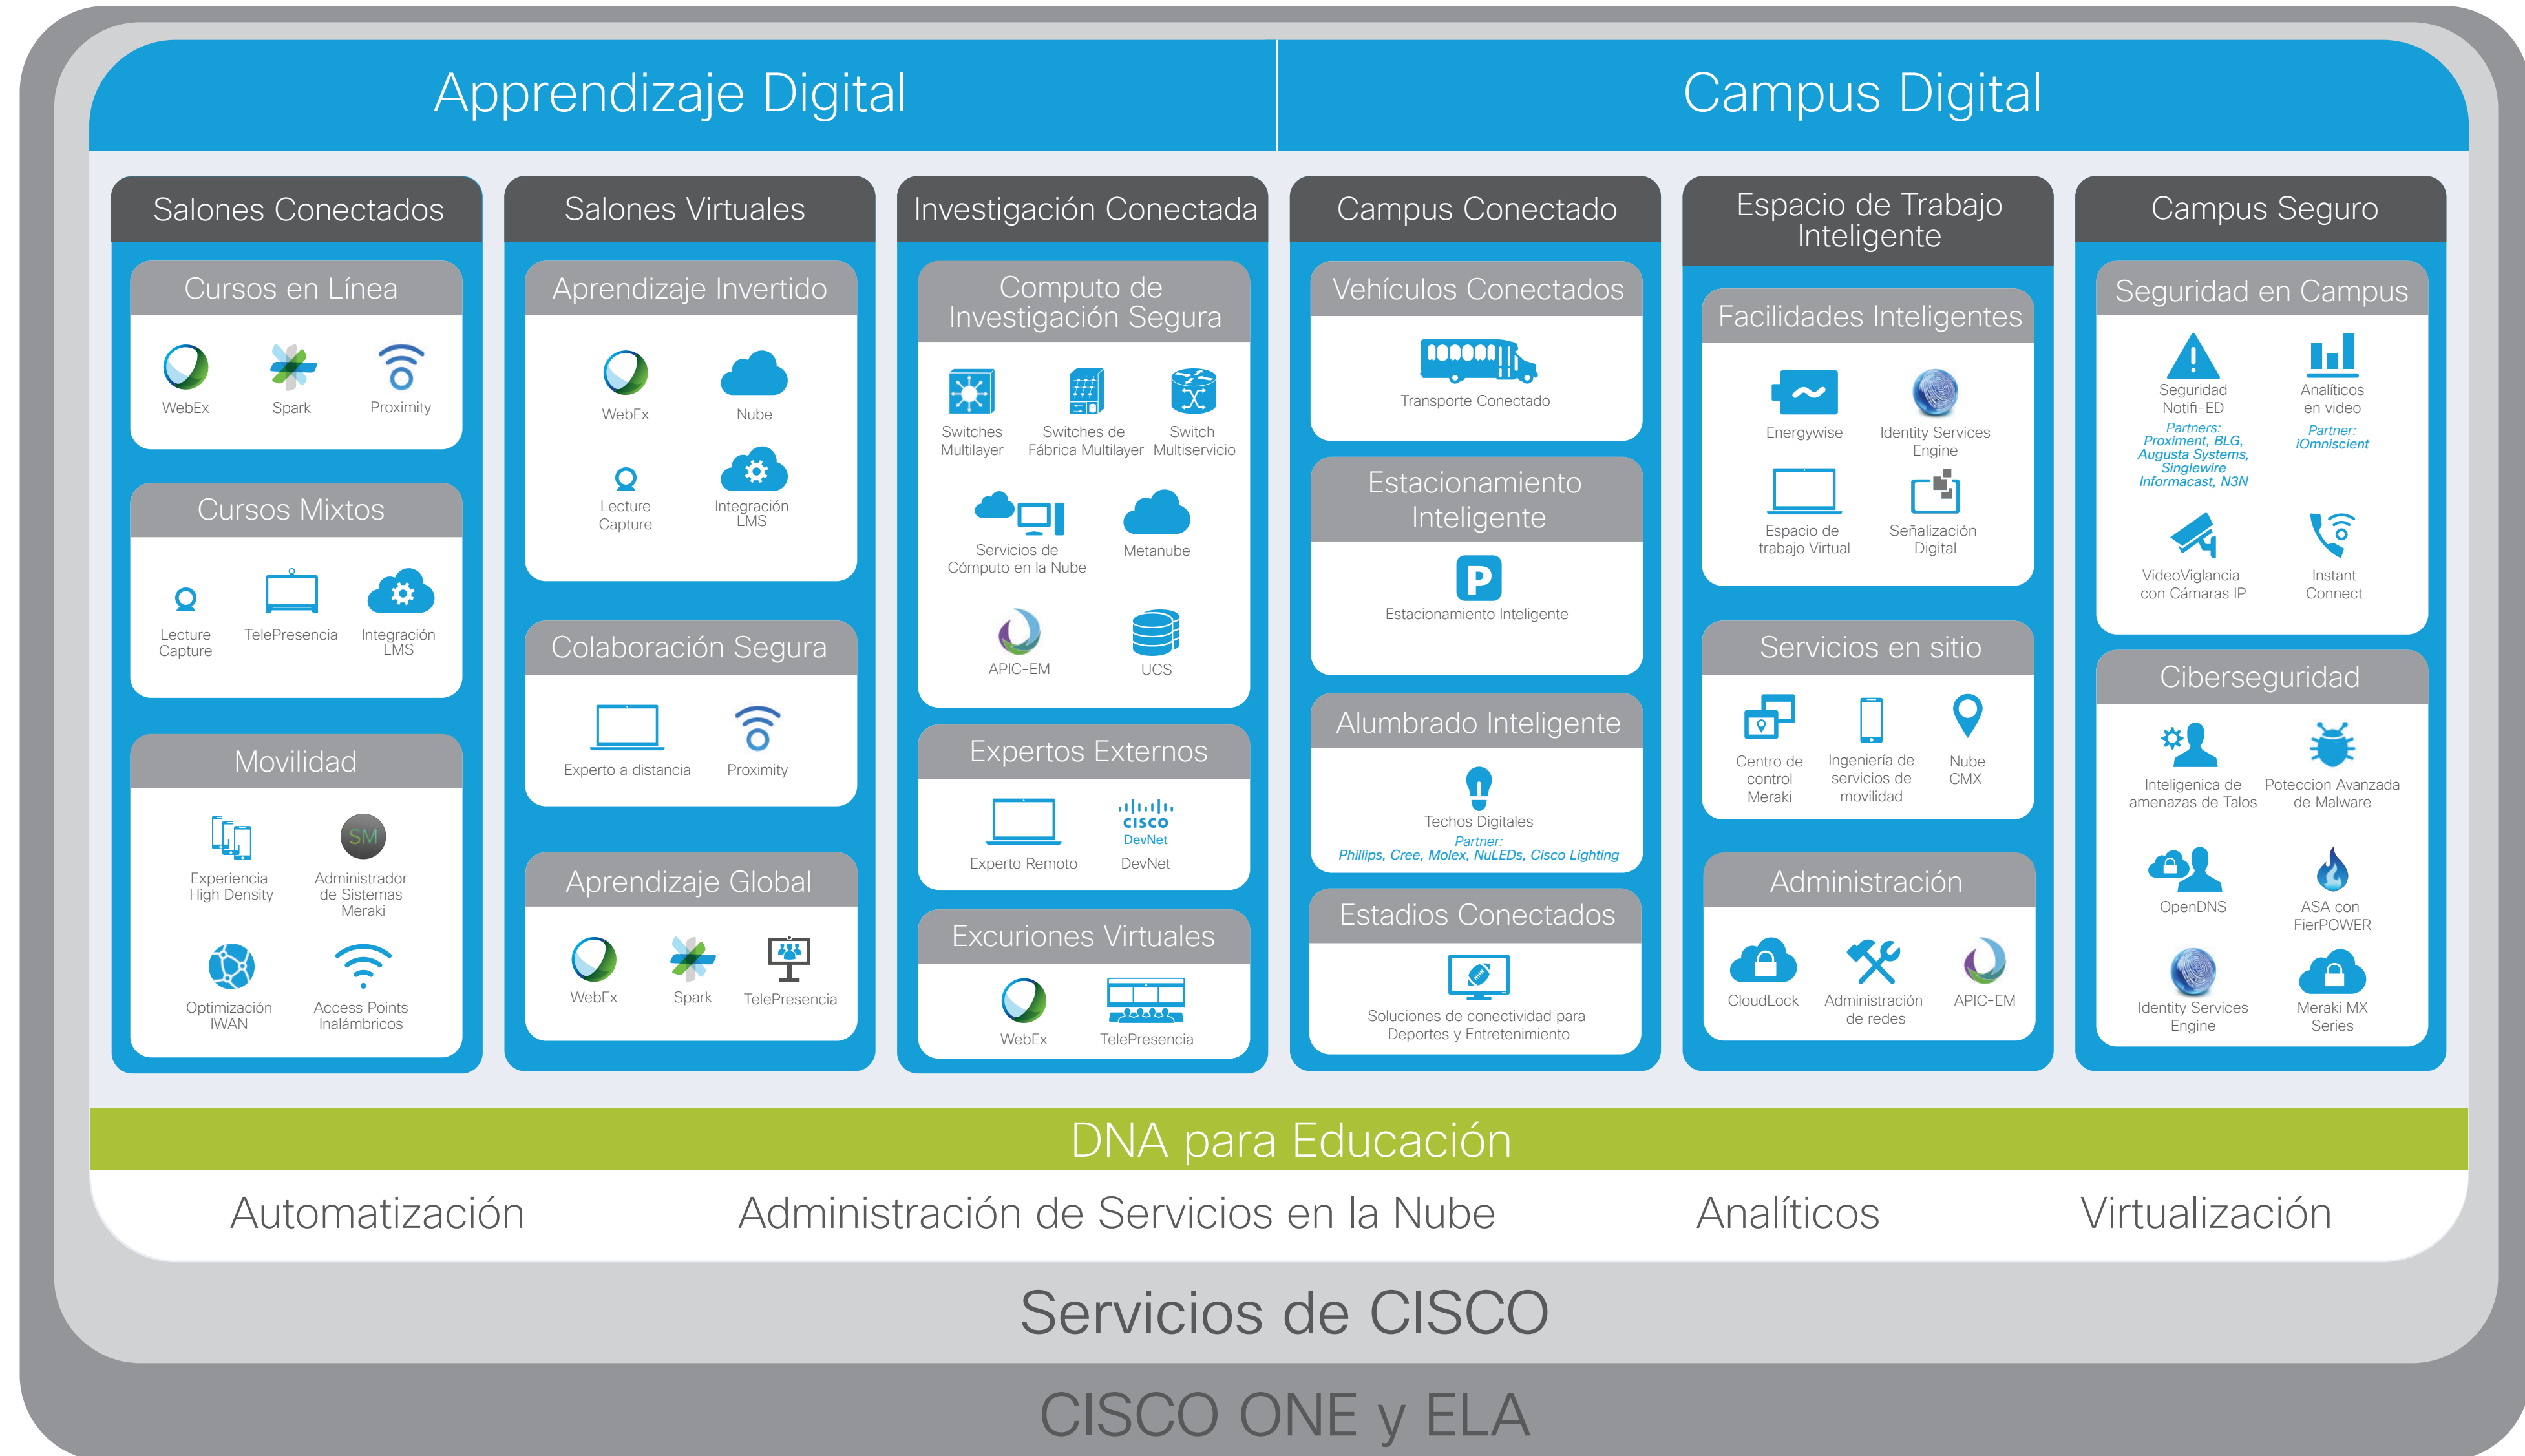 Apprendizaje Digital
Campus Digital
Salones Conectados
Cursos en Línea
WebEx
Spark
Proximity
Cursos Mixtos
Lecture
Capture
TelePresencia
Integración
LMS
Movilidad
Experiencia
High Density
SM
Administrador
de Sistemas
Meraki
Optimización
IWAN
Access Points
Inalámbricos
Salones Virtuales
Aprendizaje Invertido
WebEx
Nube
Lecture
Capture
Integración
LMS
Colaboración Segura
Experto a distancia
Proximity
Aprendizaje Global
WebEx
Spark
TelePresencia
Investigación Conectada
Computo de
Investigación Segura
Switches
Multilayer
Switches de
Fábrica Multilayer
Switch
Multiservicio
Servicios de
Cómputo en la Nube
Metanube
APIC-EM
UCS
Expertos Externos
Experto Remoto
CISCO
DevNet
DevNet
Excuriones Virtuales
WebEx
TelePresencia
Campus Conectado
Vehículos Conectados
Transporte Conectado
Estacionamiento
Inteligente
P
Estacionamiento Inteligente
Alumbrado Inteligente
Techos Digitales
Partner:
Phillips, Cree, Molex, NuLEDs, Cisco Lighting
Estadios Conectados
Soluciones de conectividad para
Deportes y Entretenimiento
Espacio de Trabajo
Inteligente
Facilidades Inteligentes
Energywise
Identity Services
Engine
Espacio de
trabajo Virtual
Señalización
Digital
Servicios en sitio
Centro de
control
Meraki
Ingeniería de
servicios de
movilidad
Nube
CMX
Administración
CloudLock
Administración
de redes
APIC-EM
Campus Seguro
Seguridad en Campus
Seguridad
Notifi-ED
Partners:
Proximent, BLG,
Augusta Systems,
Singlewire
Informacast, N3N
Analíticos
en video
Partner:
iOmniscient
VideoViglancia
con Cámaras IP
Instant
Connect
Ciberseguridad
Inteligenica de
amenazas de Talos
Poteccion Avanzada
de Malware
OpenDNS
ASA con
FierPOWER
Identity Services
Engine
Meraki MX
Series
DNA para Educación
Automatización
Administración de Servicios en la Nube
Analíticos
Virtualización
Servicios de CISCO
CISCO ONE y ELA